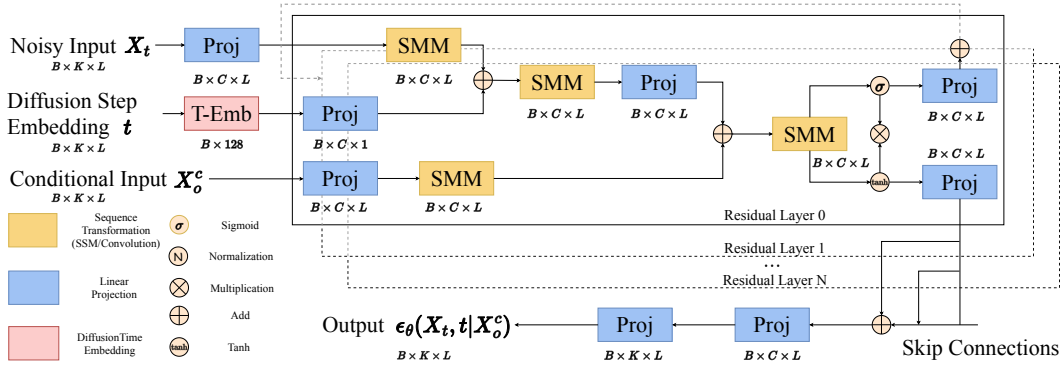 Noisy Input X_t
B × K × L
Proj
B × C × L
SMM
B × C × L
SMM
B × C × L
Proj
B × C × L
σ
Proj
B × C × L
Diffusion Step
Embedding t
B × K × L
T-Emb
B × 128
Proj
B × C × 1
SMM
B × C × L
B × C × L
tanh
Proj
Conditional Input X_o^c
B × K × L
Proj
B × C × L
SMM
B × C × L
Residual Layer 0
Residual Layer 1
...
Residual Layer N
Sequence
Transformation
(SSM/Convolution)
σ
Sigmoid
N
Normalization
Linear
Projection
Multiplication
Add
DiffusionTime
Embedding
tanh
Tanh
Output ϵ_θ(X_t, t|X_o^c)
B × K × L
Proj
B × K × L
Proj
B × C × L
Skip Connections